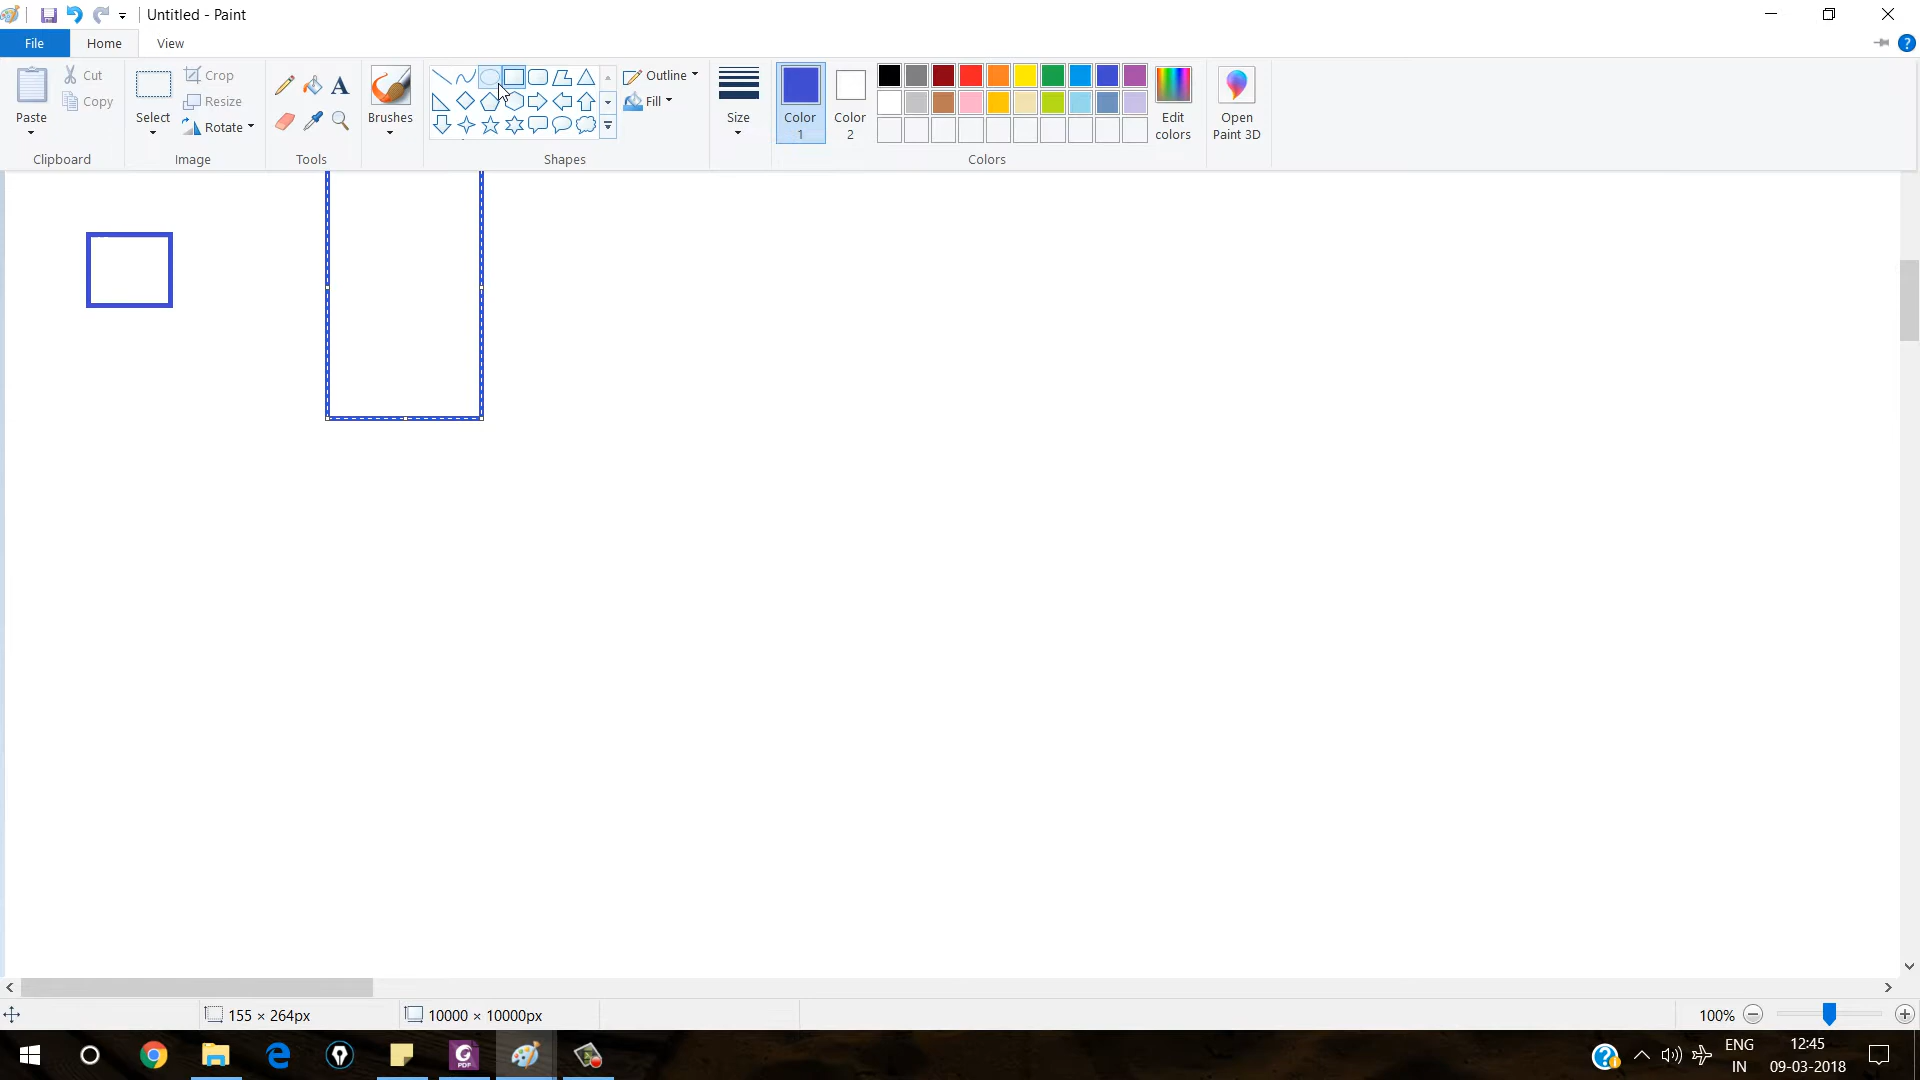 Untitled - Paint
File
Home
View
?
Paste
Cut
Copy
Clipboard
Select
Crop
Resize
Rotate
Image
A
Tools
Brushes
Outline
Fill
Shapes
Size
Color
1
Color
2
Edit
colors
Colors
Open
Paint 3D
155 × 264px
10000 × 10000px
100%
PDF
ENG
IN
12:45
09-03-2018